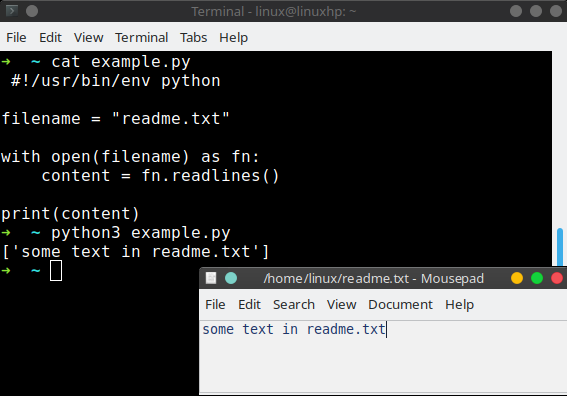 Terminal - linux@linuxhp: ~
File Edit View Terminal Tabs Help
➜ ~ cat example.py
 #!/usr/bin/env python

filename = "readme.txt"

with open(filename) as fn:
    content = fn.readlines()

print(content)
➜ ~ python3 example.py
['some text in readme.txt']
➜ ~
/home/linux/readme.txt - Mousepad
File Edit Search View Document Help
some text in readme.txt